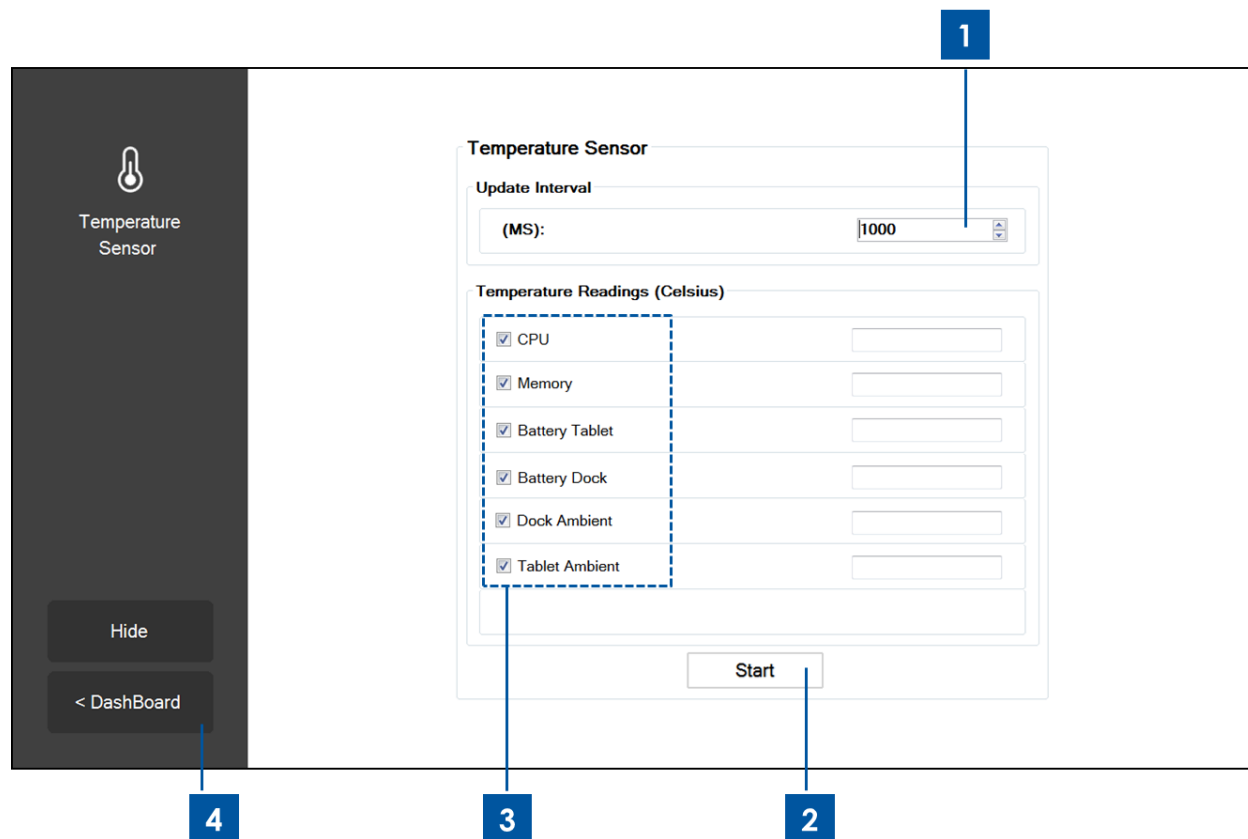 1
Temperature
Sensor
Hide
< DashBoard
Temperature Sensor
Update Interval
(MS):
1000
Temperature Readings (Celsius)
CPU
Memory
Battery Tablet
Battery Dock
Dock Ambient
Tablet Ambient
Start
4
3
2